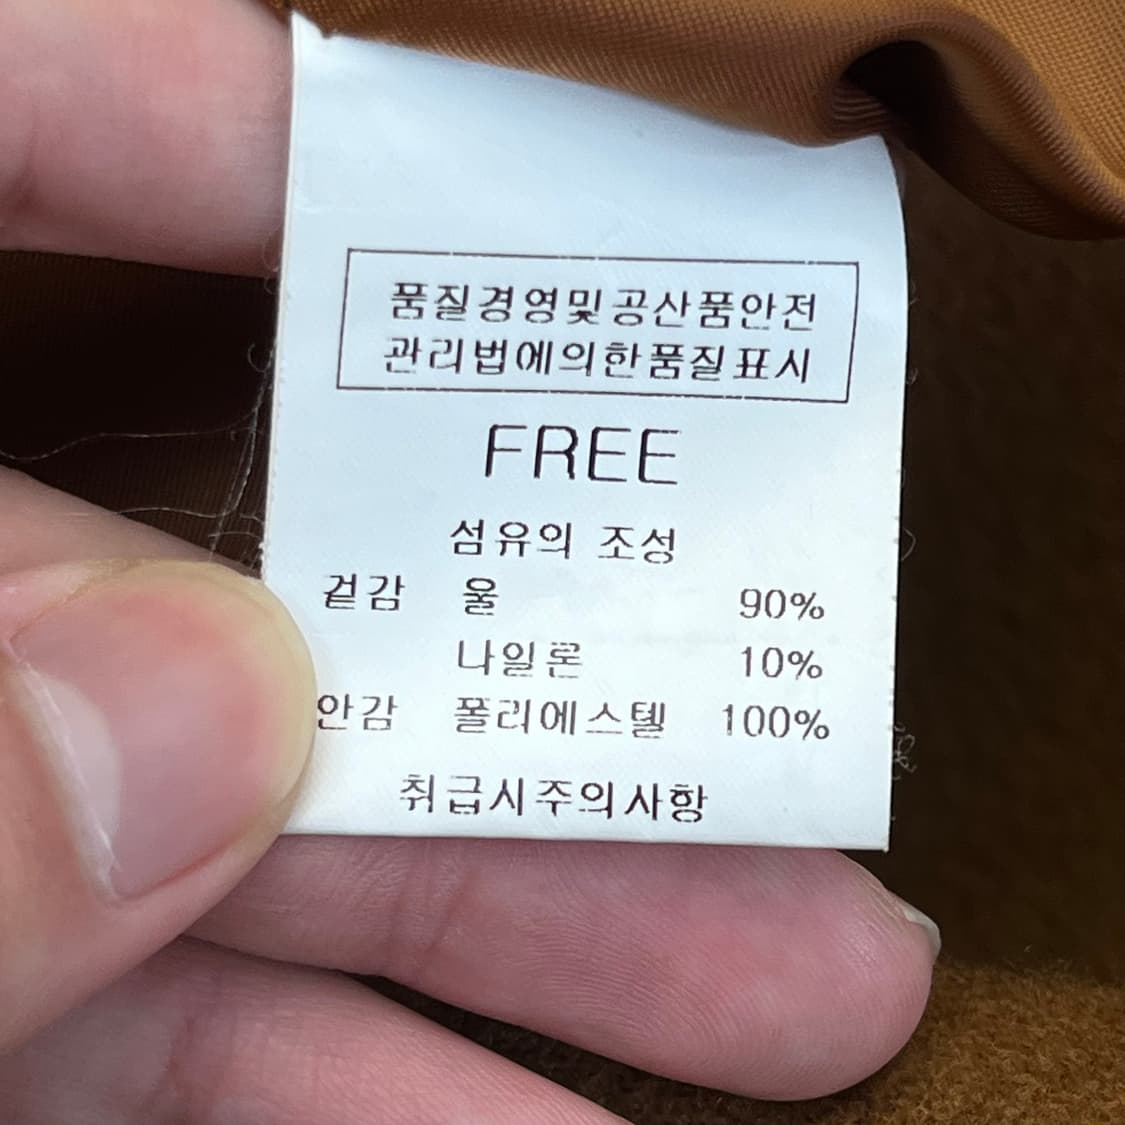 품질경영및공산품안전
관리법에의한품질표시
FREE
섬유의 조성
겉감 울 90%
나일론 10%
안감 폴리에스텔 100%
취급시주의사항